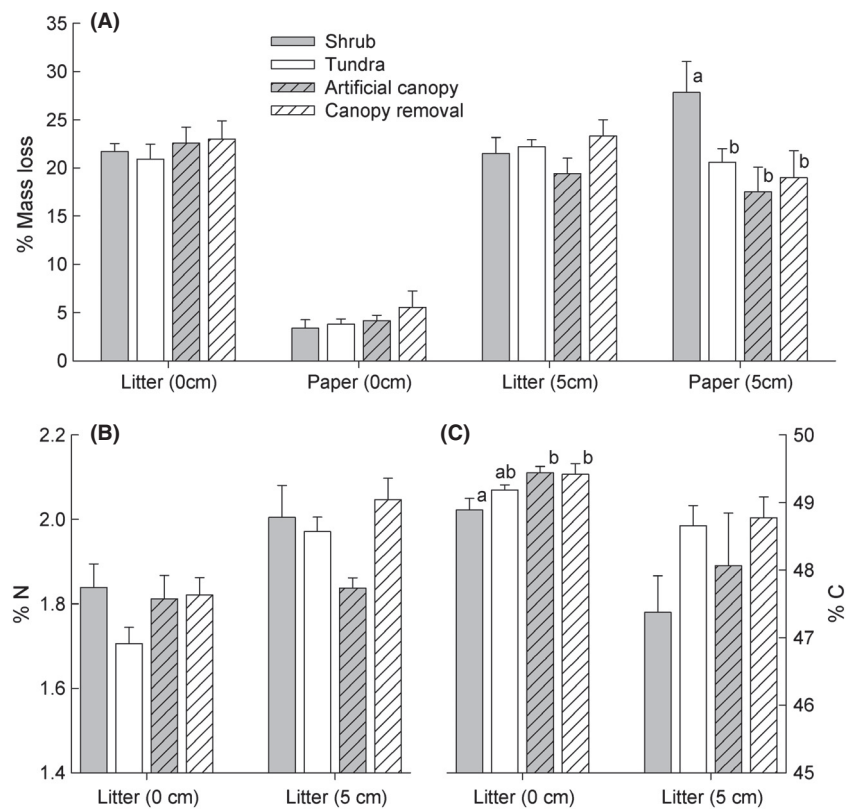 (A)
Shrub
Tundra
Artificial canopy
Canopy removal
% Mass loss
35
30
25
20
15
10
5
0
a
b
b
b
Litter (0cm) Paper (0cm) Litter (5cm) Paper (5cm)
(B)
% N
2.2
2.0
1.8
1.6
1.4
Litter (0 cm) Litter (5 cm)
(C)
a
ab
b
b
50
49
48
47
46
45
% C
Litter (0 cm) Litter (5 cm)